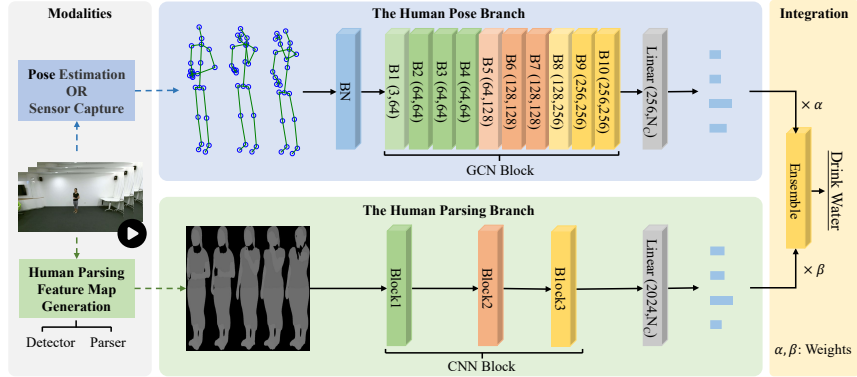 Modalities
Pose Estimation
OR
Sensor Capture
Human Parsing
Feature Map
Generation
Detector
Parser
The Human Pose Branch
BN
B1 (3,64)
B2 (64,64)
B3 (64,64)
B4 (64,64)
B5 (64,128)
B6 (128,128)
B7 (128,128)
B8 (128,256)
B9 (256,256)
B10 (256,256)
GCN Block
Linear (256,N_C)
× α
The Human Parsing Branch
Block1
Block2
Block3
CNN Block
Linear (2024,N_C)
× β
Integration
Ensemble
Drink Water
α, β: Weights